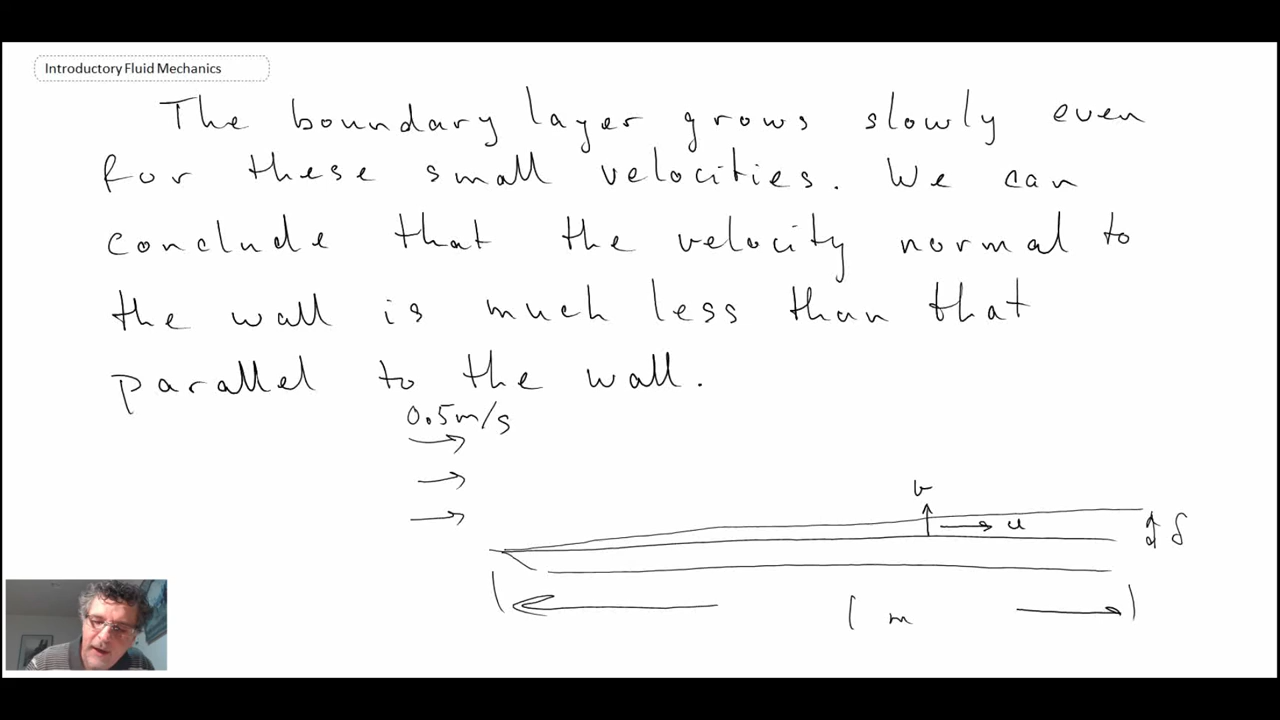 Introductory Fluid Mechanics
The boundary layer grows slowly even
for these small velocities. We can
conclude that the velocity normal to
the wall is much less than that
parallel to the wall.
0.5m/s
v
u
δ
1 m